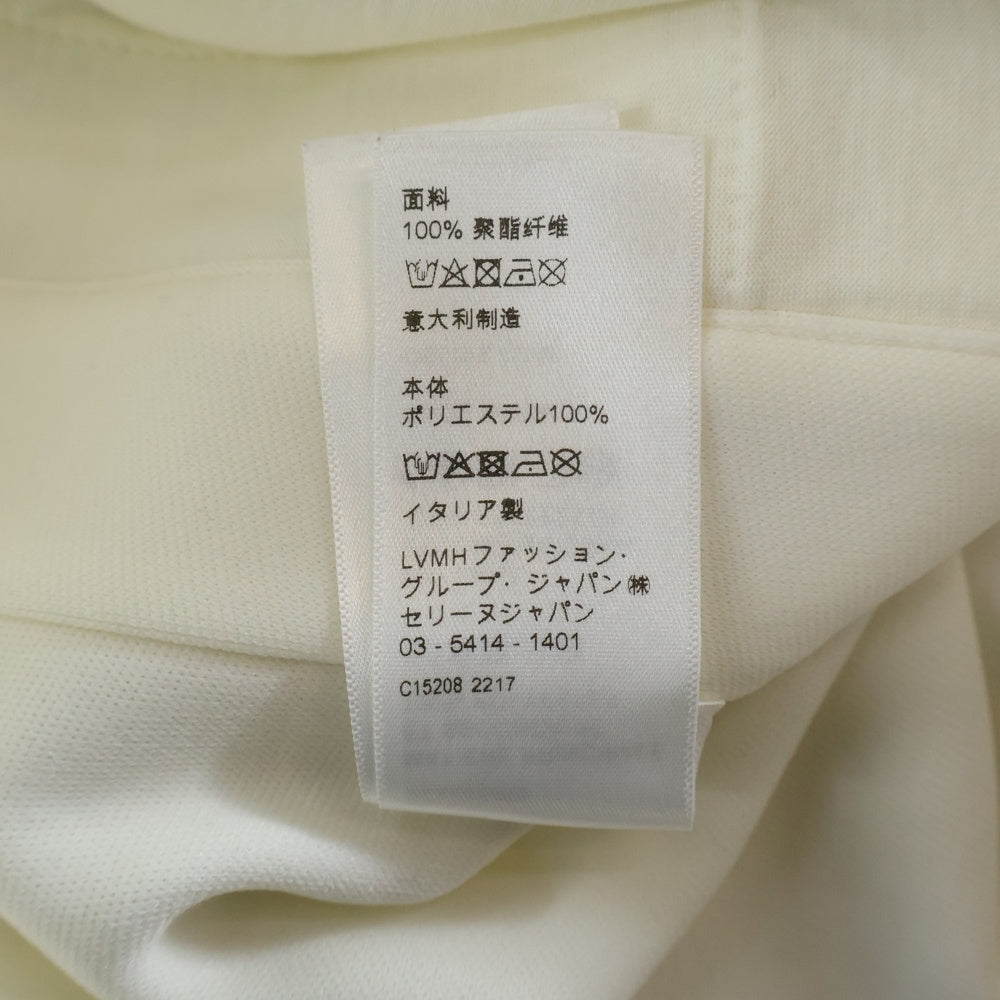 面料
100% 聚酯纤维
意大利制造
本体
ポリエステル100%
イタリア製
LVMHファッション・
グループ・ジャパン㈱
セリーヌジャパン
03 - 5414 - 1401
C15208 2217